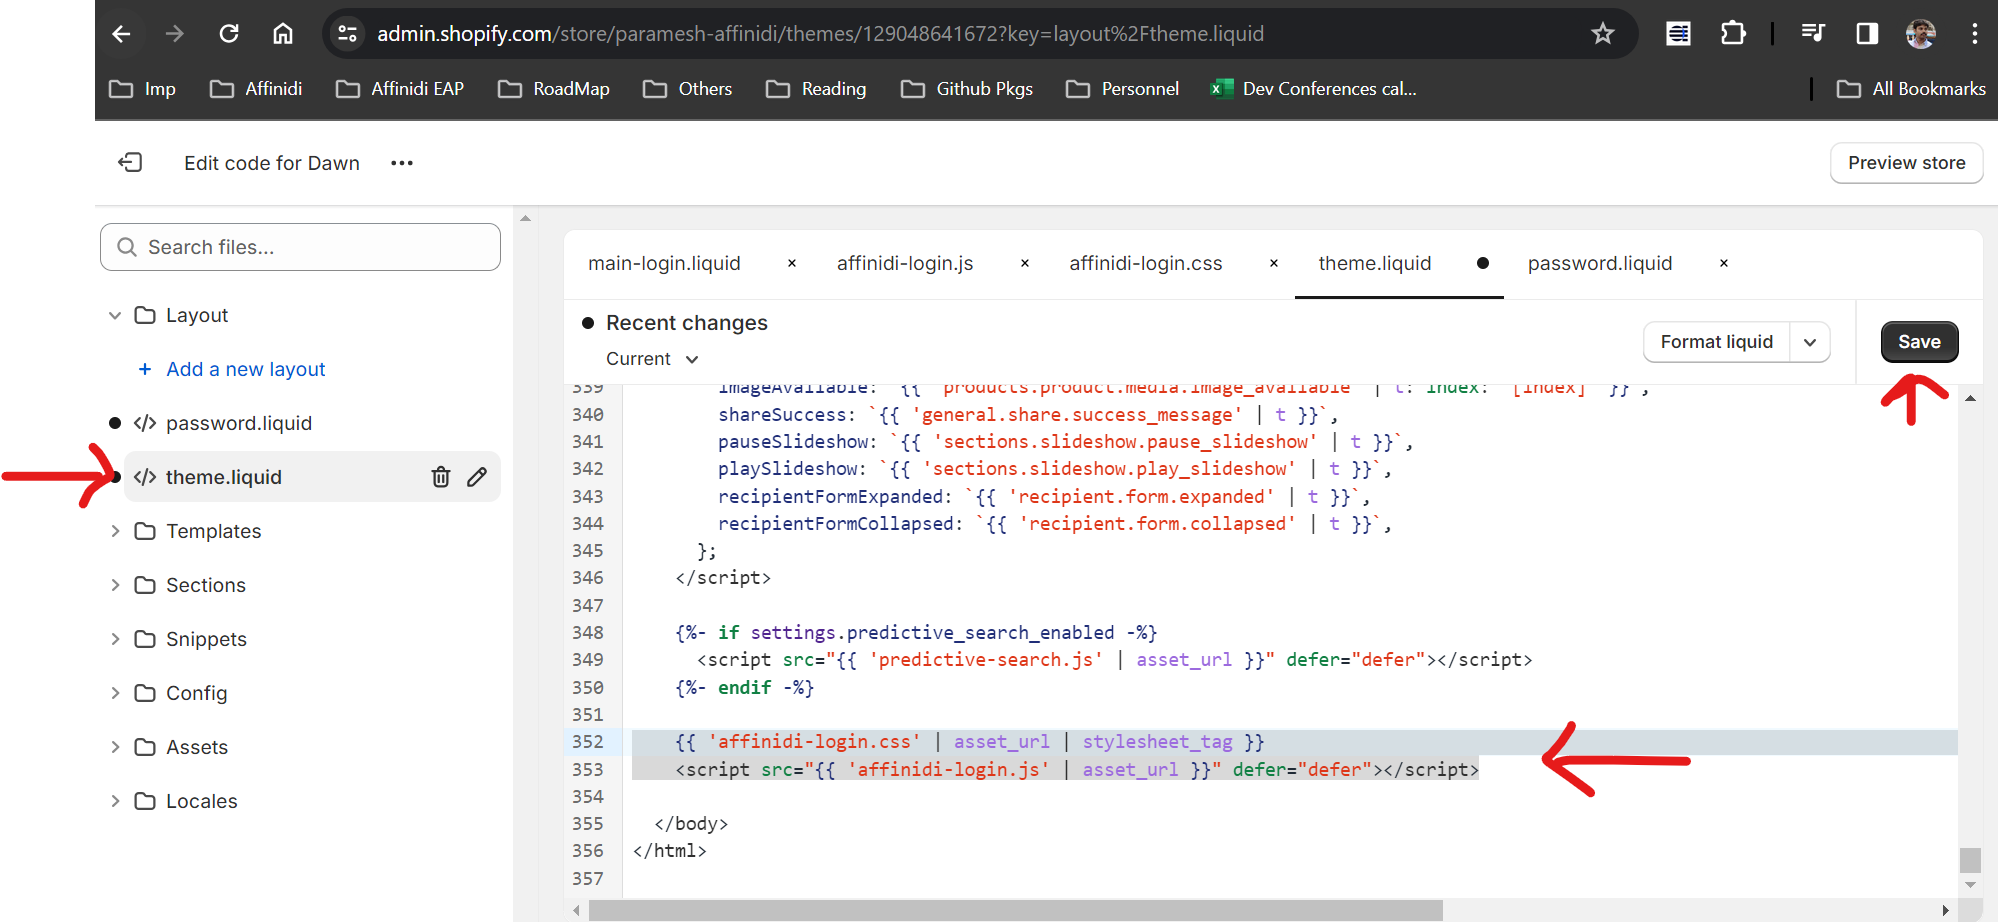 admin.shopify.com/store/paramesh-affinidi/themes/129048641672?key=layout%2Ftheme.liquid
Imp Affinidi Affinidi EAP RoadMap Others Reading Github Pkgs Personnel Dev Conferences cal... All Bookmarks
Edit code for Dawn ••• Preview store
Search files...
Layout
+ Add a new layout
</> password.liquid
</> theme.liquid
Templates
Sections
Snippets
Config
Assets
Locales
main-login.liquid × affinidi-login.js × affinidi-login.css × theme.liquid ● password.liquid ×
● Recent changes
Current
Format liquid
Save
339 imageAvailable: `{{ 'products.product.media.image_available' | t: index: '[index]' }}`,
340 shareSuccess: `{{ 'general.share.success_message' | t }}`,
341 pauseSlideshow: `{{ 'sections.slideshow.pause_slideshow' | t }}`,
342 playSlideshow: `{{ 'sections.slideshow.play_slideshow' | t }}`,
343 recipientFormExpanded: `{{ 'recipient.form.expanded' | t }}`,
344 recipientFormCollapsed: `{{ 'recipient.form.collapsed' | t }}`,
345 };
346 </script>
347
348 {%- if settings.predictive_search_enabled -%}
349 <script src="{{ 'predictive-search.js' | asset_url }}" defer="defer"></script>
350 {%- endif -%}
351
352 {{ 'affinidi-login.css' | asset_url | stylesheet_tag }}
353 <script src="{{ 'affinidi-login.js' | asset_url }}" defer="defer"></script>
354
355 </body>
356 </html>
357